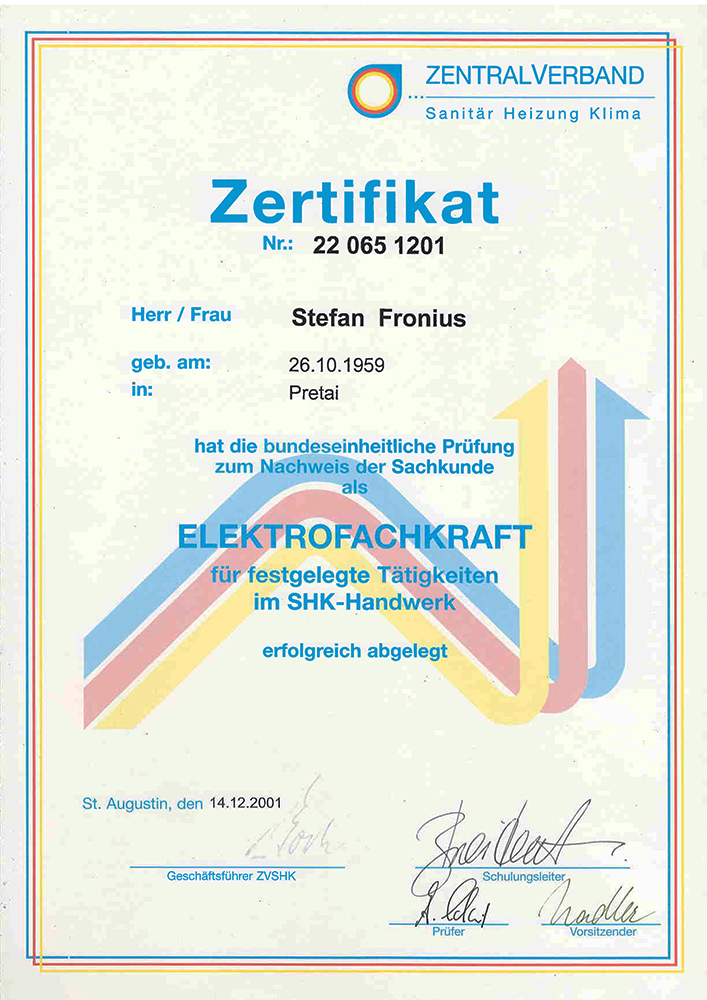 ZENTRALVERBAND
Sanitär Heizung Klima
Zertifikat
Nr.: 22 065 1201
Herr / Frau Stefan Fronius
geb. am: 26.10.1959
in: Pretai
hat die bundeseinheitliche Prüfung
zum Nachweis der Sachkunde
als
ELEKTROFACHKRAFT
für festgelegte Tätigkeiten
im SHK-Handwerk
erfolgreich abgelegt
St. Augustin, den 14.12.2001
Geschäftsführer ZVSHK
Schulungsleiter
Prüfer
Nadler
Vorsitzender